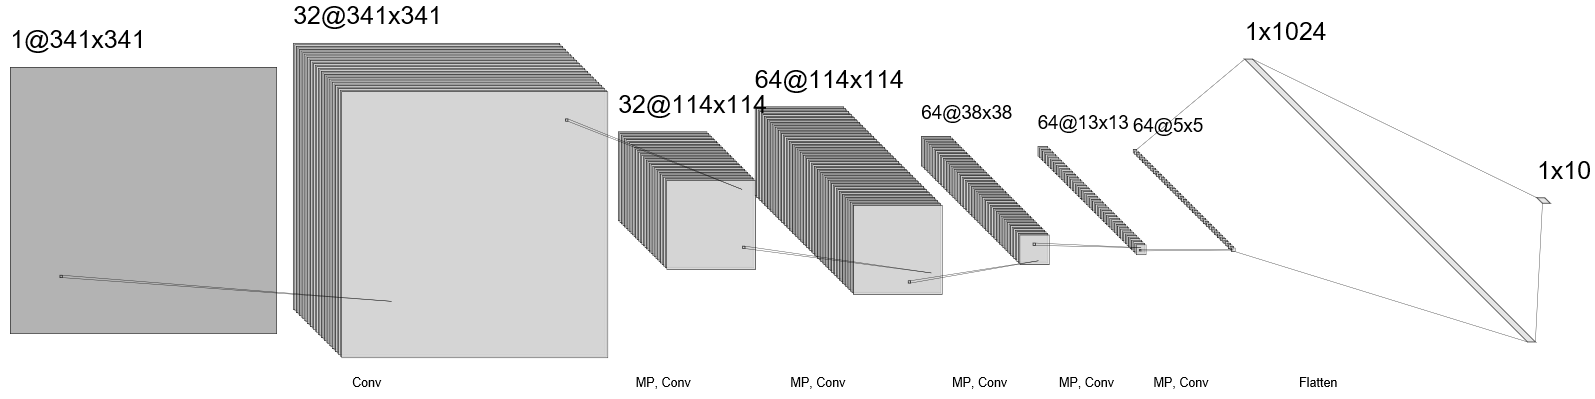 1@341x341
32@341x341
32@114x114
64@114x114
64@38x38
64@13x13
64@5x5
1x1024
1x10
Conv
MP, Conv
MP, Conv
MP, Conv
MP, Conv
MP, Conv
Flatten